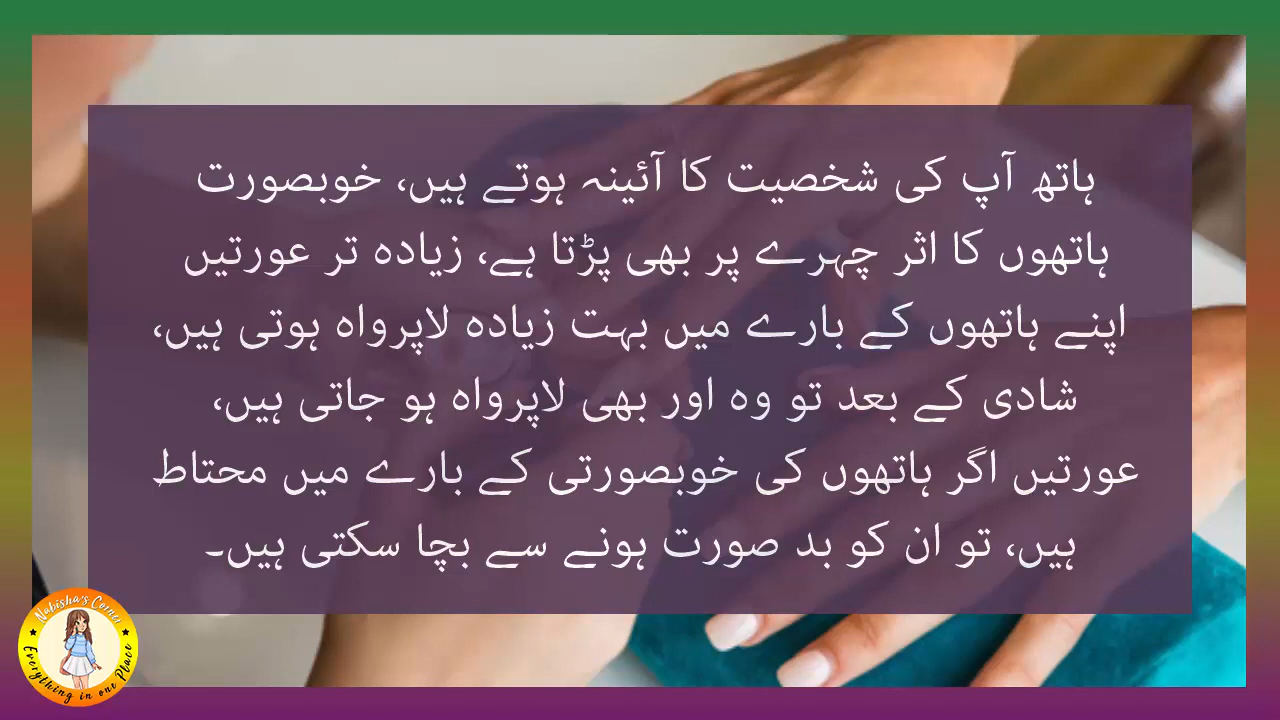 ہاتھ آپ کی شخصیت کا آئینہ ہوتے ہیں، خوبصورت
ہاتھوں کا اثر چہرے پر بھی پڑتا ہے، زیادہ تر عورتیں
اپنے ہاتھوں کے بارے میں بہت زیادہ لاپرواہ ہوتی ہیں،
شادی کے بعد تو وہ اور بھی لاپرواہ ہو جاتی ہیں،
عورتیں اگر ہاتھوں کی خوبصورتی کے بارے میں محتاط
ہیں، تو ان کو بد صورت ہونے سے بچا سکتی ہیں۔
Nabisha's Corner
Everything in one Place